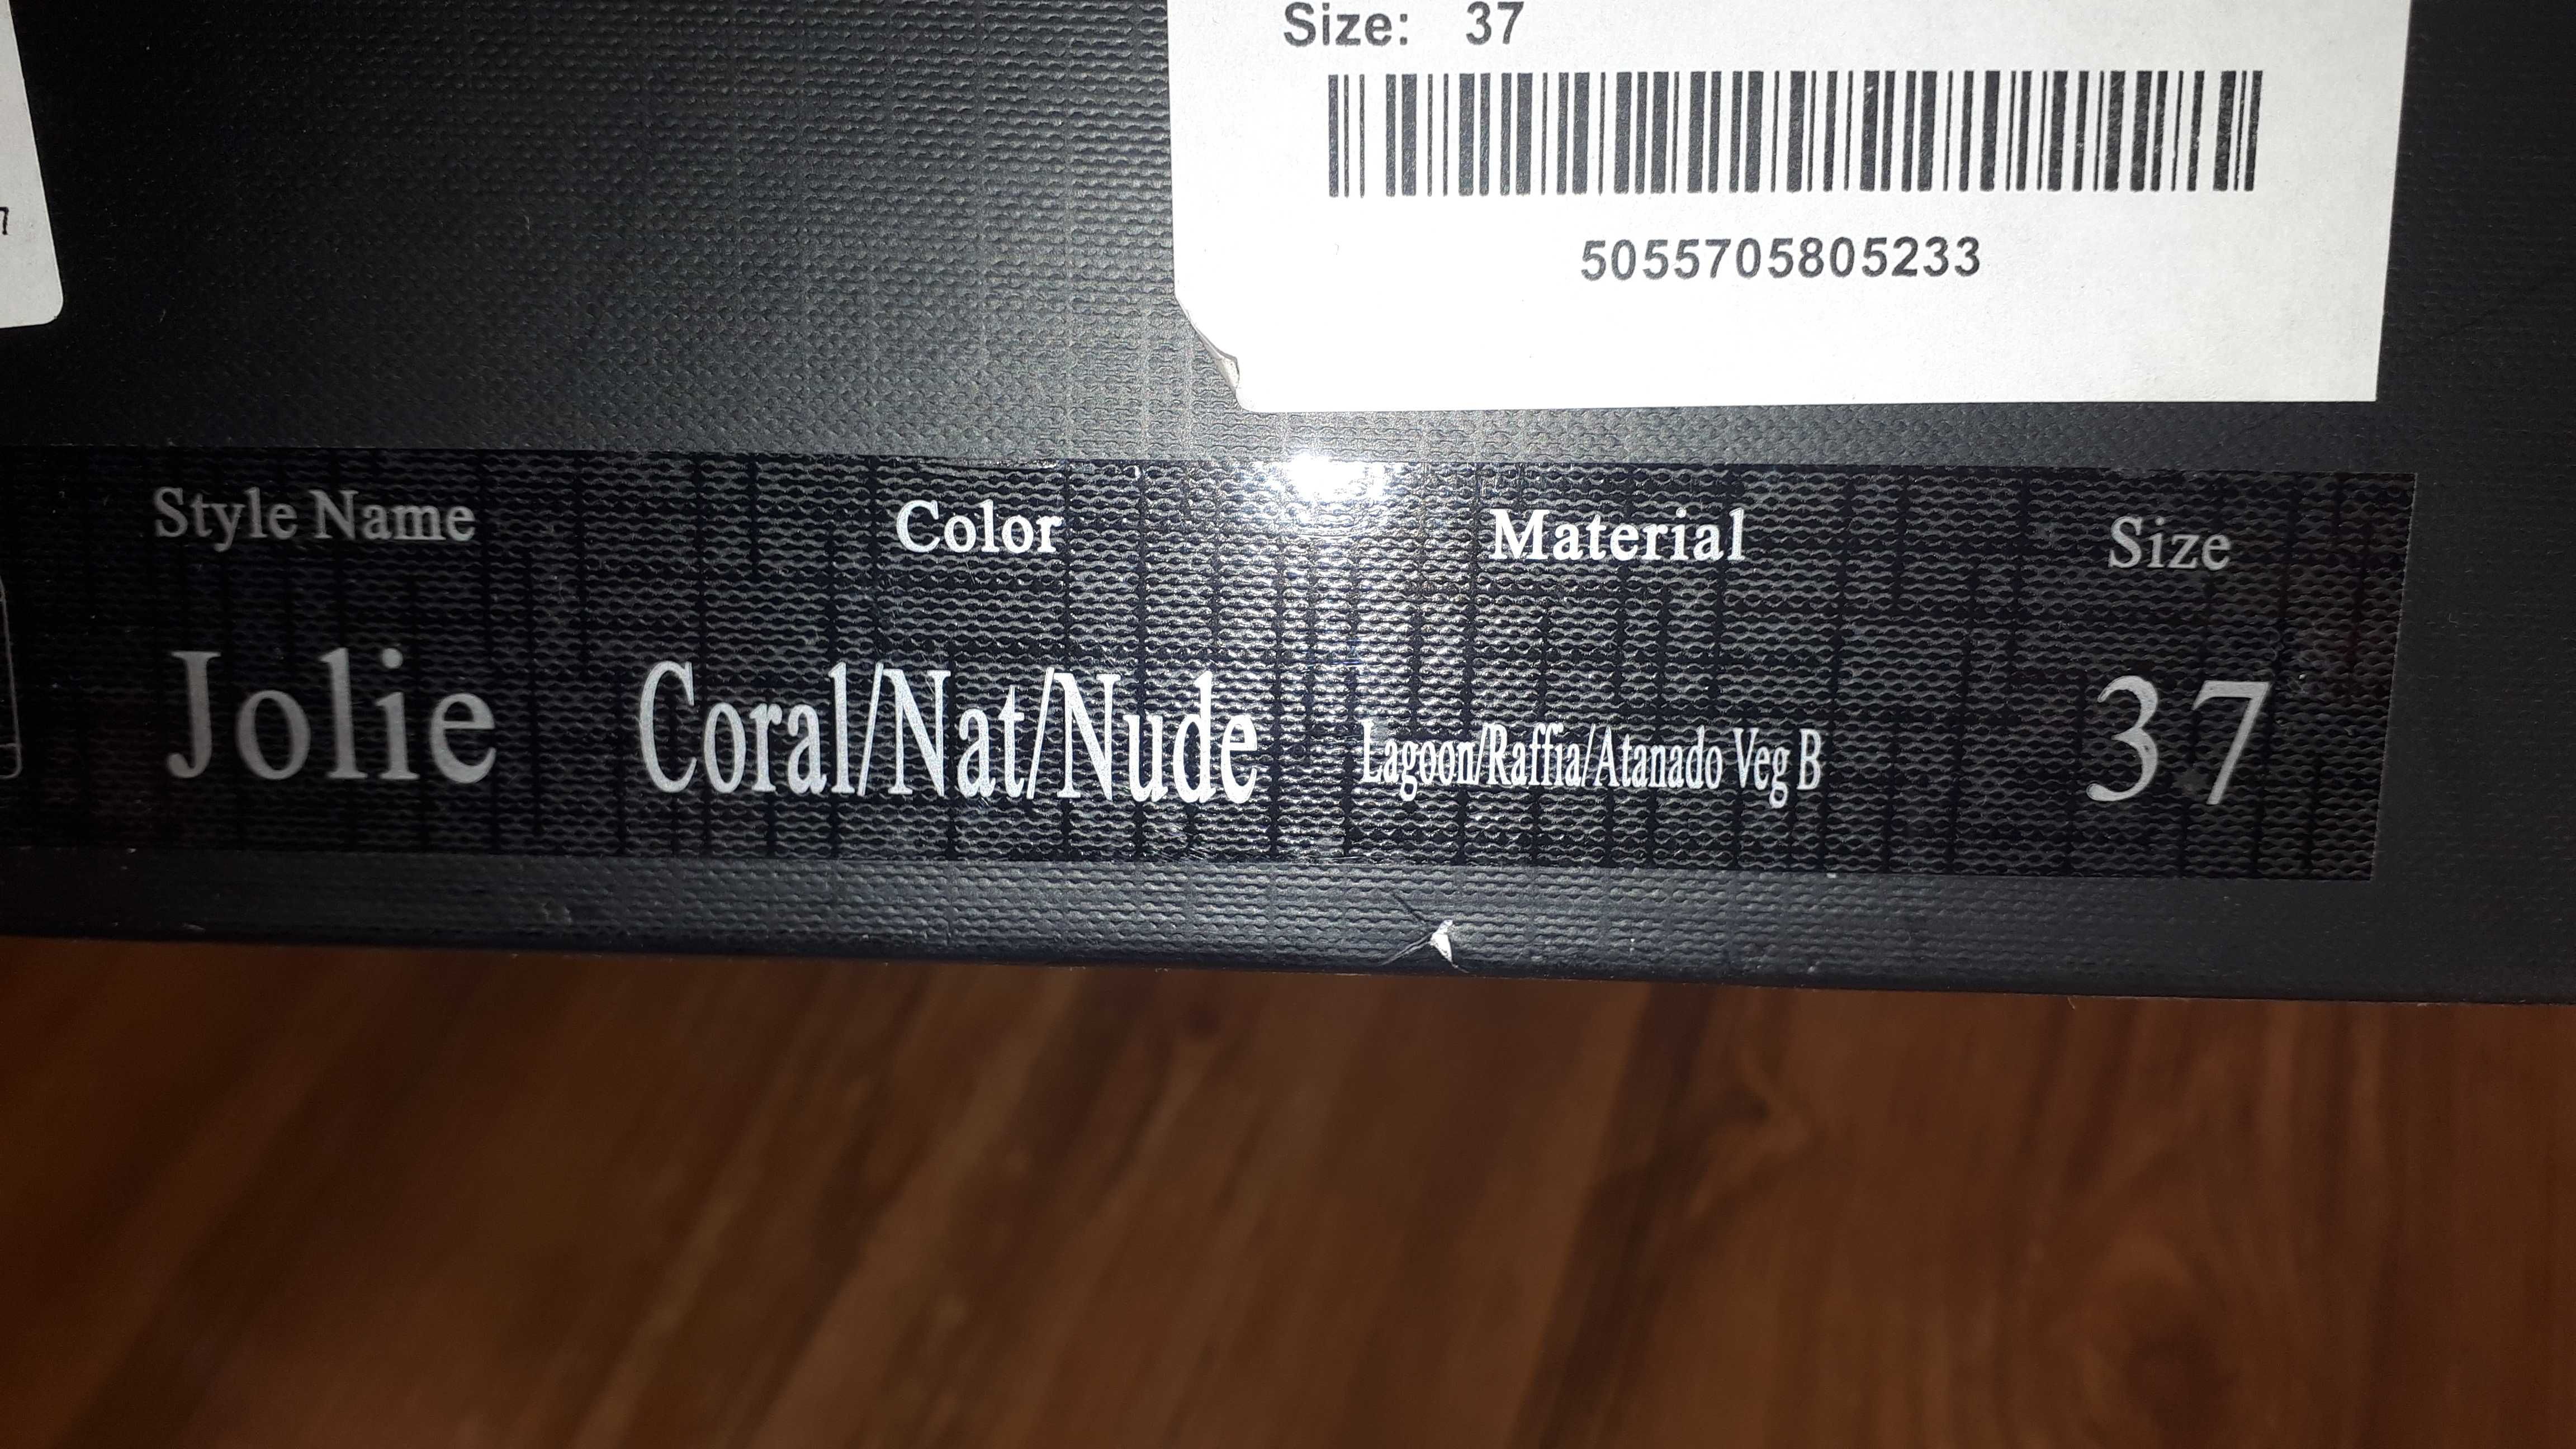 Size: 37
5055705805233
Style Name Color Material Size
Jolie Coral/Nat/Nude Lagoon/Raffia/Atanado Veg B 37